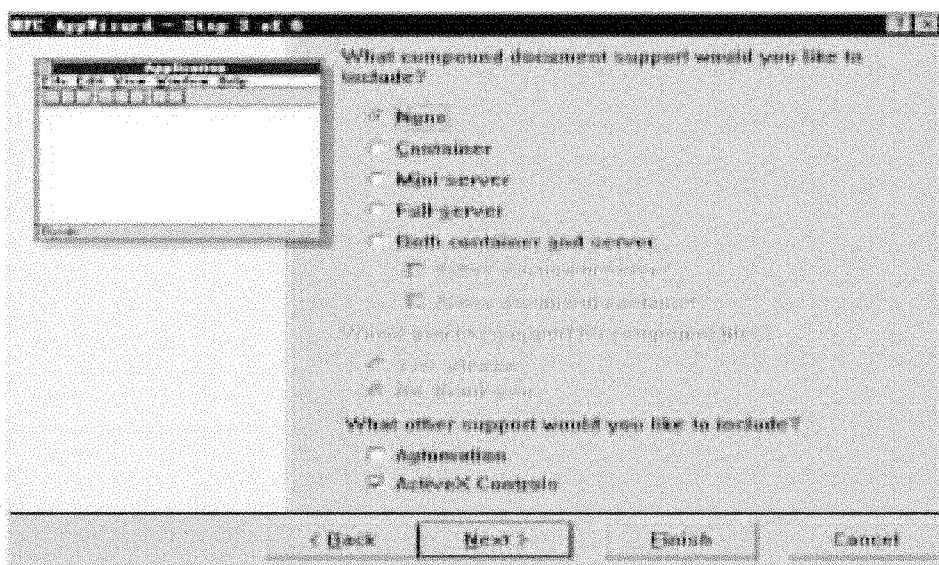 MFC AppWizard - Step 3 of 6
Application
File Edit View Window Help
What compound document support would you like to
include?
None
Container
Mini server
Full server
Both container and server
What other support would you like to include?
Automation
ActiveX Controls
< Back Next > Finish Cancel